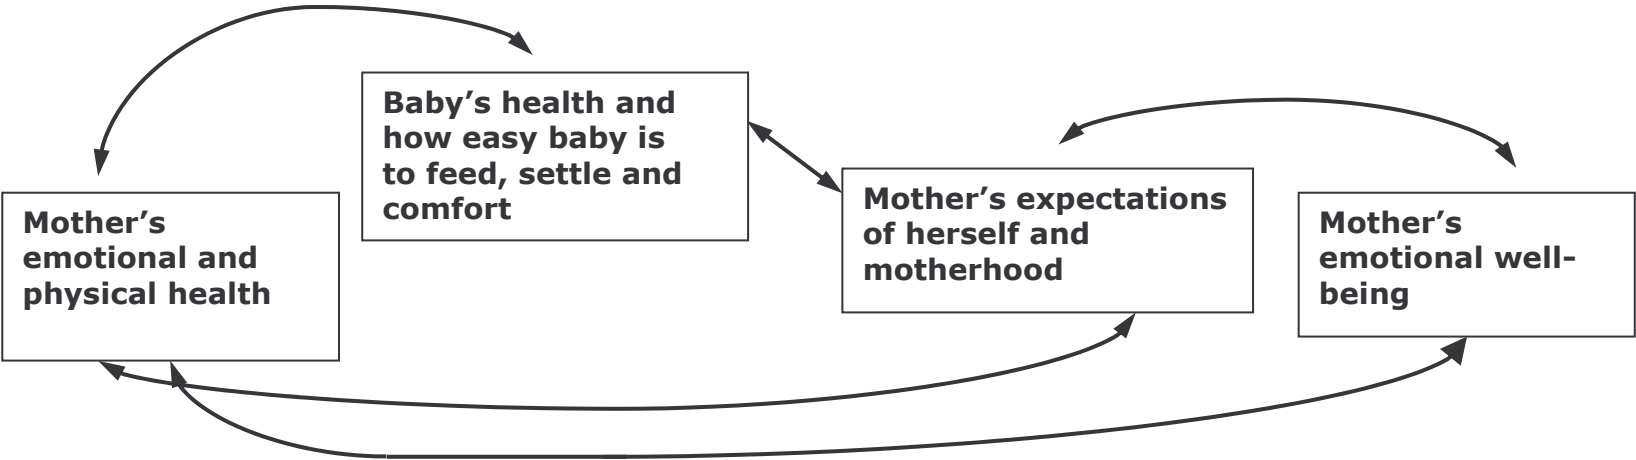 Baby’s health and
how easy baby is
to feed, settle and
comfort
Mother’s expectations
of herself and
motherhood
Mother’s
emotional and
physical health
Mother’s
emotional well-
being